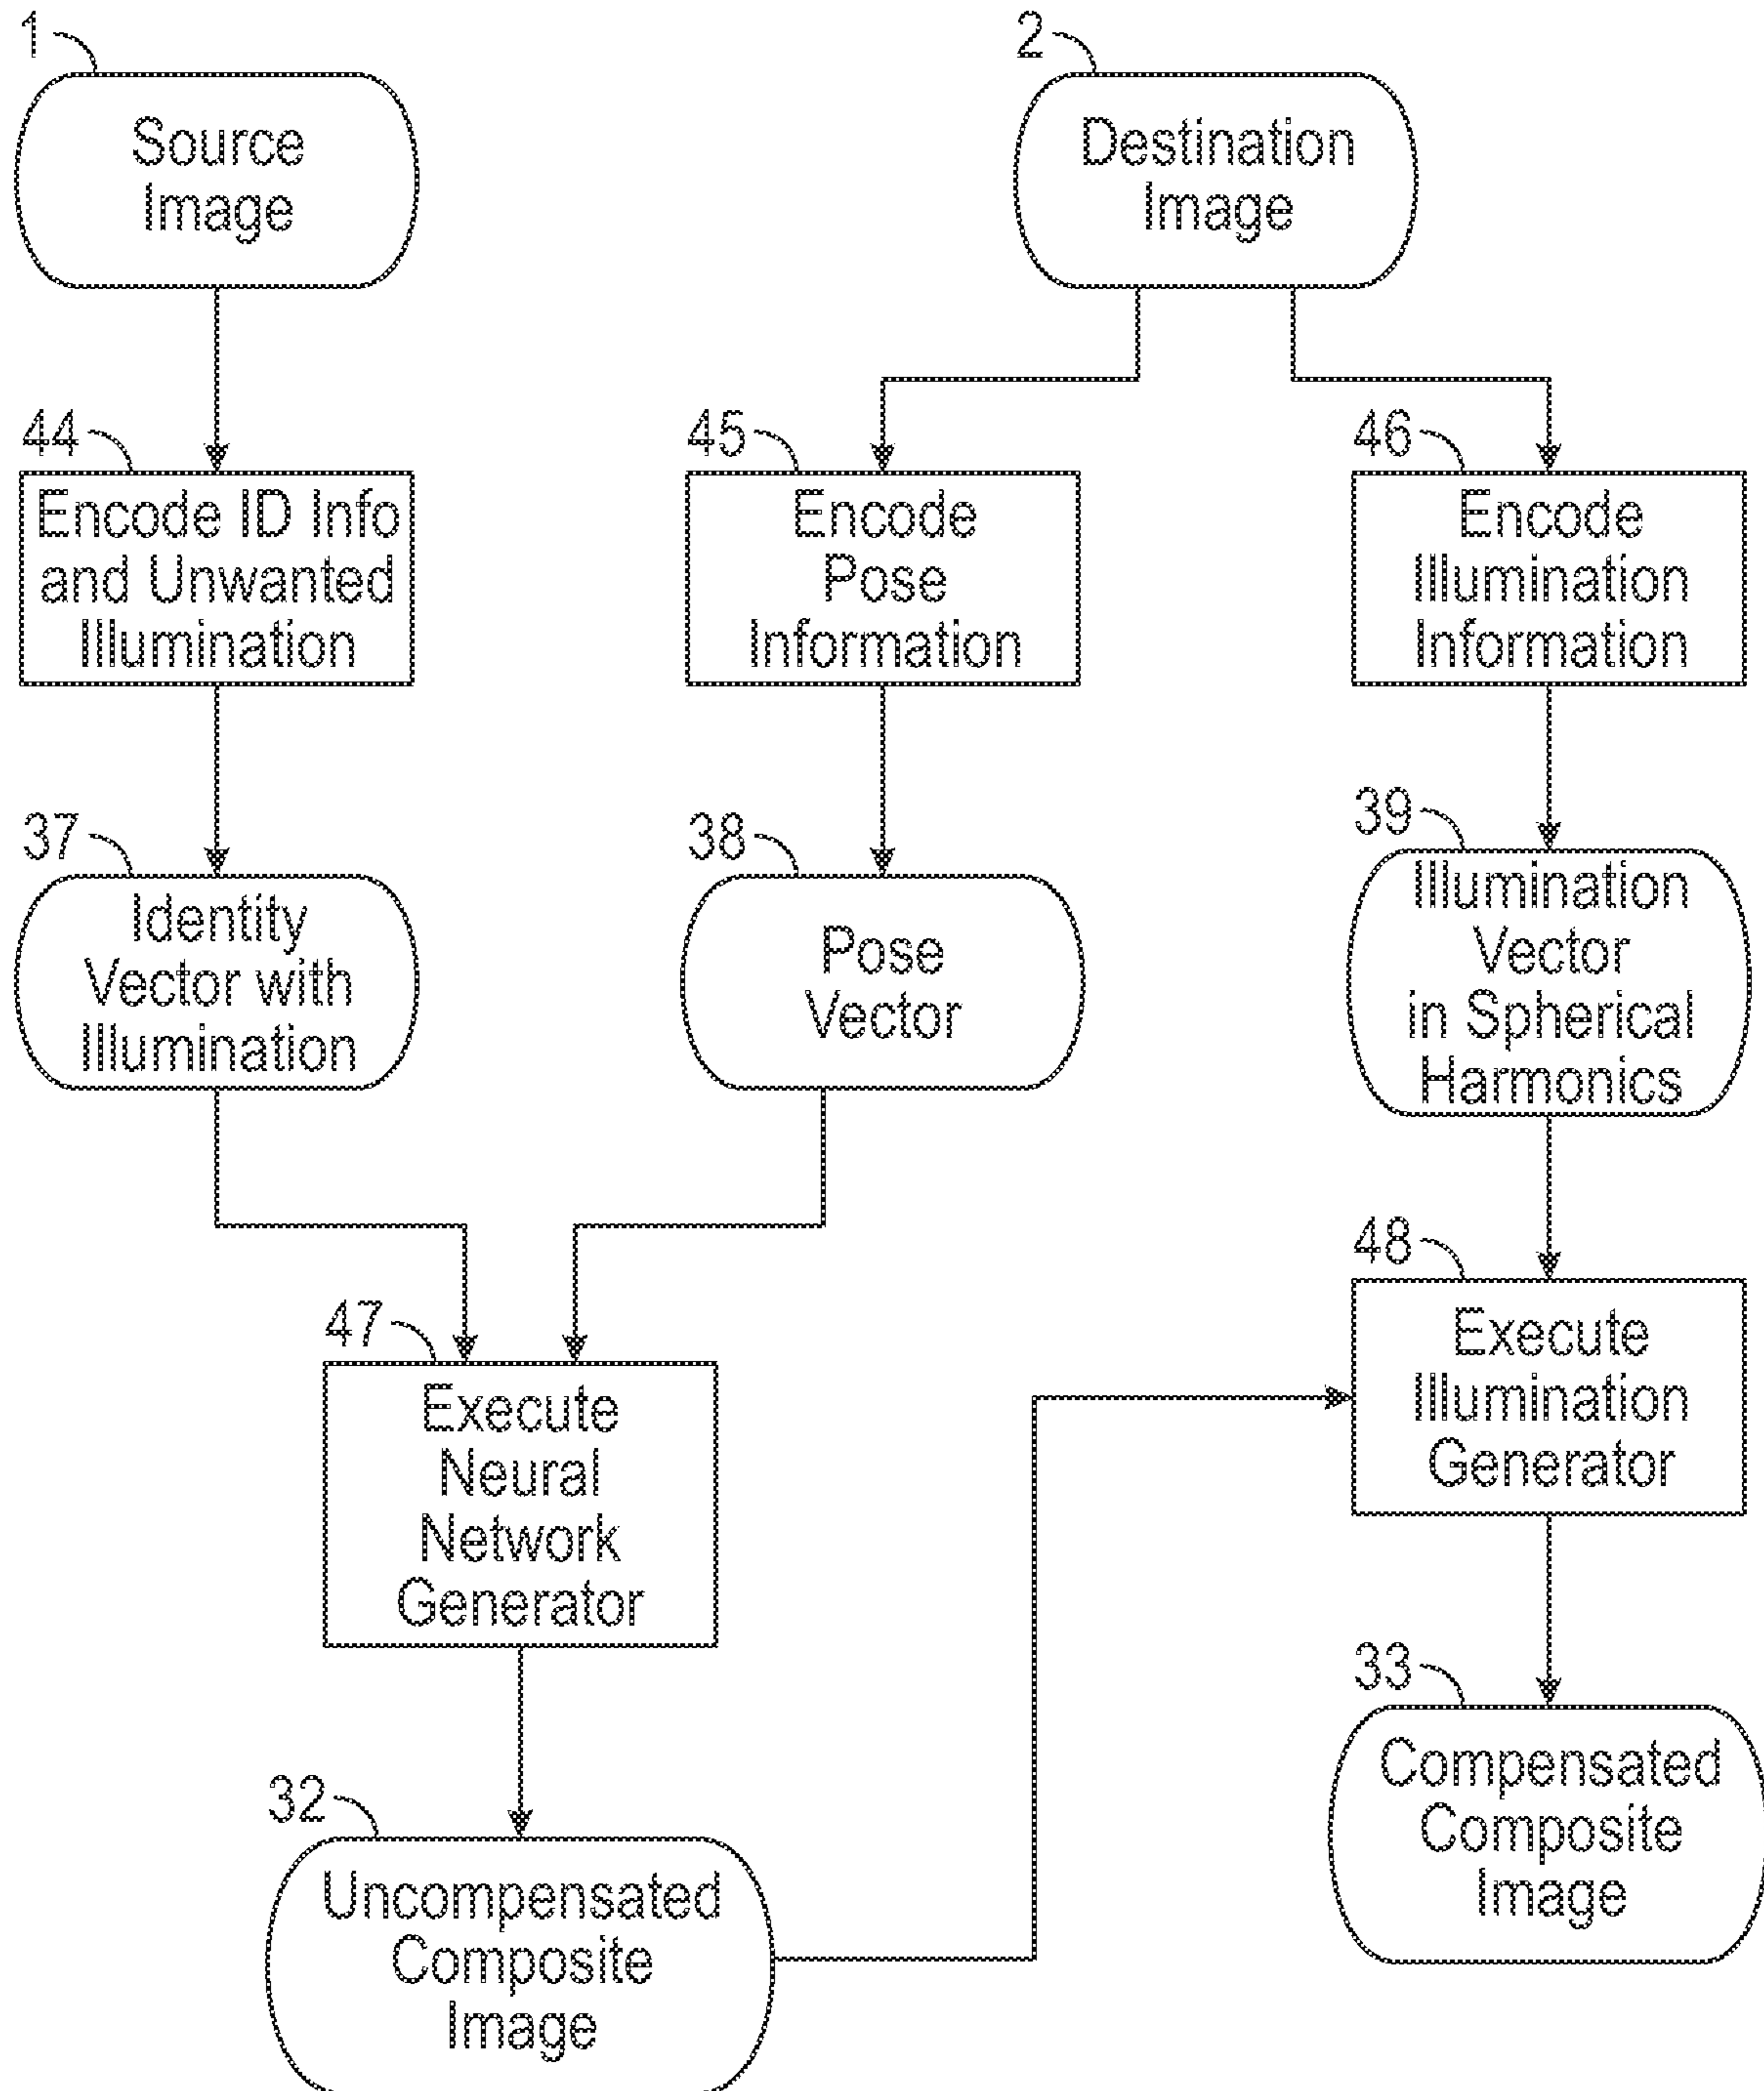 1
Source
Image
2
Destination
Image
44
Encode ID Info
and Unwanted
Illumination
45
Encode
Pose
Information
46
Encode
Illumination
Information
37
Identity
Vector with
Illumination
38
Pose
Vector
39
Illumination
Vector
in Spherical
Harmonics
47
Execute
Neural
Network
Generator
48
Execute
Illumination
Generator
32
Uncompensated
Composite
Image
33
Compensated
Composite
Image